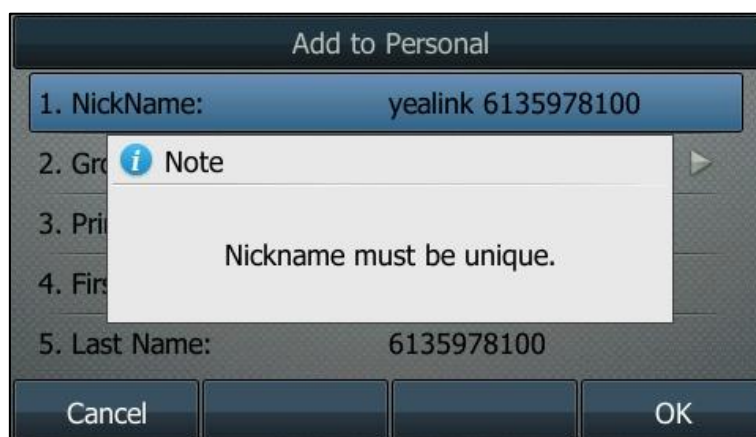 Add to Personal
1. NickName: yealink 6135978100
2. Gro
Note
3. Pri
Nickname must be unique.
4. Firs
5. Last Name: 6135978100
Cancel OK